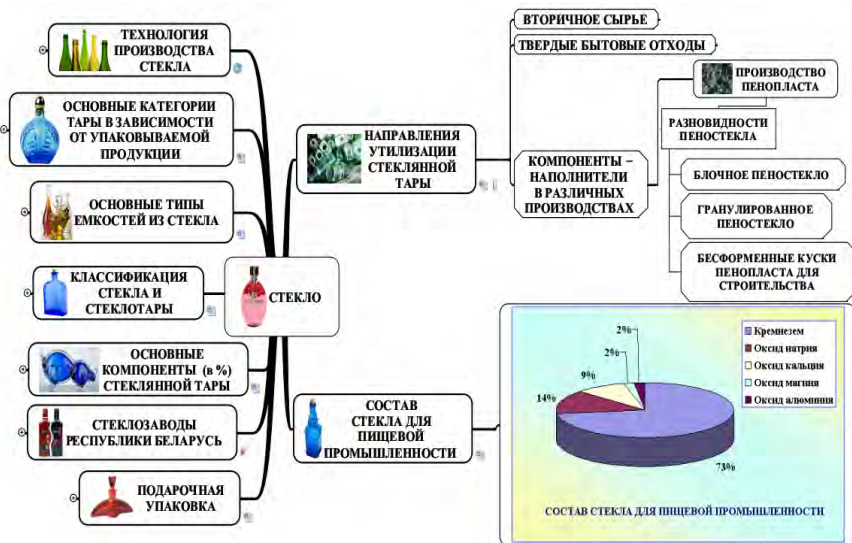 ТЕХНОЛОГИЯ
ПРОИЗВОДСТВА
СТЕКЛА
ОСНОВНЫЕ КАТЕГОРИИ
ТАРЫ В ЗАВИСИМОСТИ
ОТ УПАКОВЫВАЕМОЙ
ПРОДУКЦИИ
ОСНОВНЫЕ ТИПЫ
ЕМКОСТЕЙ ИЗ СТЕКЛА
КЛАССИФИКАЦИЯ
СТЕКЛА И
СТЕКЛОТАРЫ
ОСНОВНЫЕ
КОМПОНЕНТЫ (в %)
СТЕКЛЯННОЙ ТАРЫ
СТЕКЛОЗАВОДЫ
РЕСПУБЛИКИ БЕЛАРУСЬ
ПОДАРОЧНАЯ
УПАКОВКА
СТЕКЛО
НАПРАВЛЕНИЯ
УТИЛИЗАЦИИ
СТЕКЛЯННОЙ
ТАРЫ
ВТОРИЧНОЕ СЫРЬЕ
ТВЕРДЫЕ БЫТОВЫЕ ОТХОДЫ
КОМПОНЕНТЫ –
НАПОЛНИТЕЛИ
В РАЗЛИЧНЫХ
ПРОИЗВОДСТВАХ
ПРОИЗВОДСТВО
ПЕНОПЛАСТА
РАЗНОВИДНОСТИ
ПЕНОСТЕКЛА
БЛОЧНОЕ ПЕНОСТЕКЛО
ГРАНУЛИРОВАННОЕ
ПЕНОСТЕКЛО
БЕСФОРМЕННЫЕ КУСКИ
ПЕНОПЛАСТА ДЛЯ
СТРОИТЕЛЬСТВА
СОСТАВ
СТЕКЛА ДЛЯ
ПИЩЕВОЙ
ПРОМЫШЛЕННОСТИ
2%
2%
9%
14%
73%
Кремнезем
Оксид натрия
Оксид кальция
Оксид магния
Оксид алюминия
СОСТАВ СТЕКЛА ДЛЯ ПИЩЕВОЙ ПРОМЫШЛЕННОСТИ